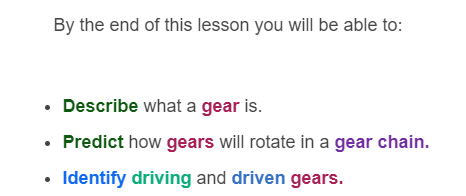 By the end of this lesson you will be able to:
• Describe what a gear is.
• Predict how gears will rotate in a gear chain.
• Identify driving and driven gears.